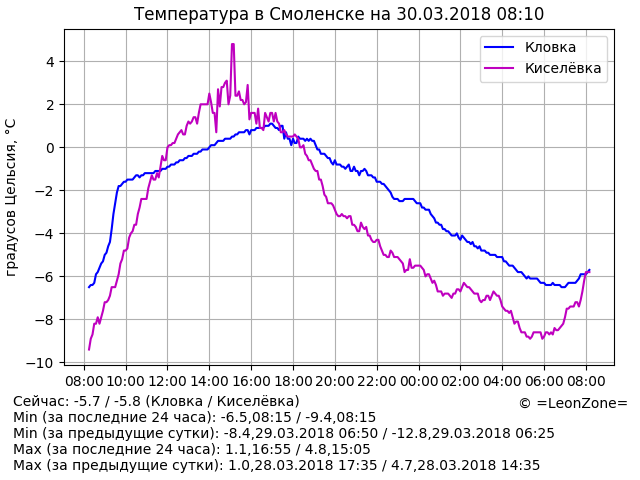 Температура в Смоленске на 30.03.2018 08:10
Кловка
Киселёвка
градусов Цельсия, °C
4
2
0
−2
−4
−6
−8
−10
08:00 10:00 12:00 14:00 16:00 18:00 20:00 22:00 00:00 02:00 04:00 06:00 08:00
Сейчас: -5.7 / -5.8 (Кловка / Киселёвка)
© =LeonZone=
Min (за последние 24 часа): -6.5,08:15 / -9.4,08:15
Min (за предыдущие сутки): -8.4,29.03.2018 06:50 / -12.8,29.03.2018 06:25
Max (за последние 24 часа): 1.1,16:55 / 4.8,15:05
Max (за предыдущие сутки): 1.0,28.03.2018 17:35 / 4.7,28.03.2018 14:35